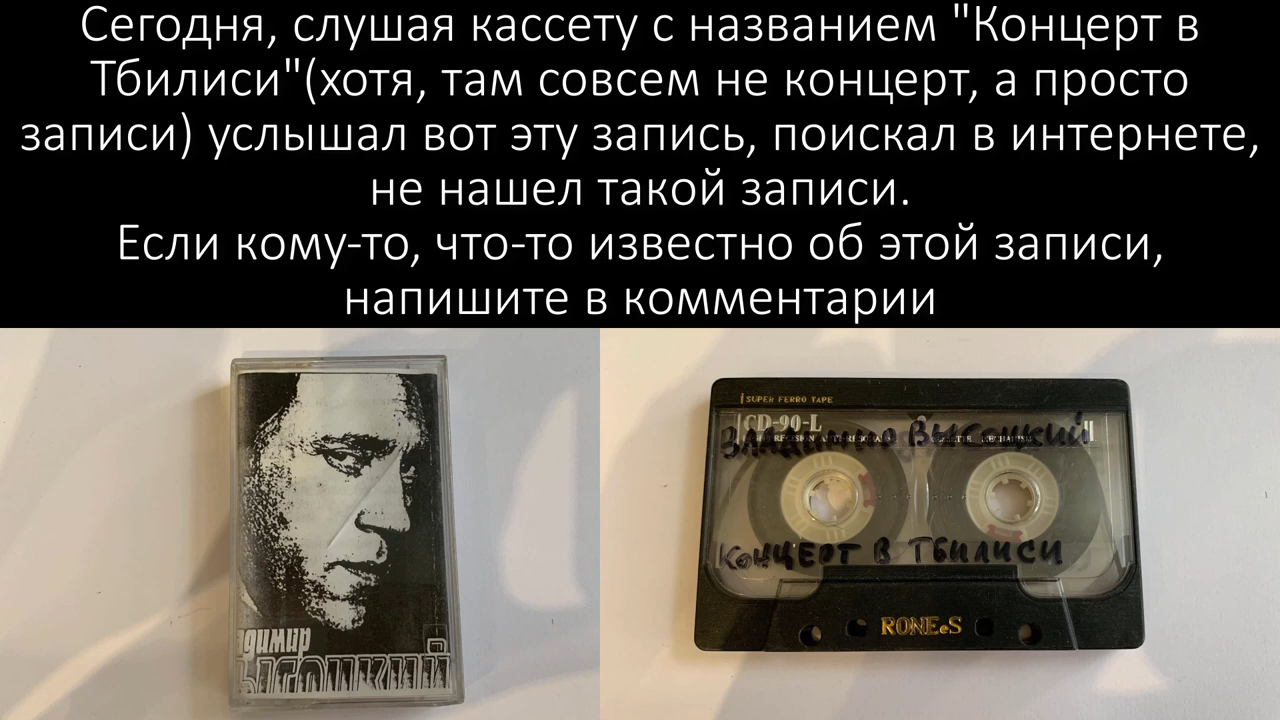 Сегодня, слушая кассету с названием "Концерт в
Тбилиси"(хотя, там совсем не концерт, а просто
записи) услышал вот эту запись, поискал в интернете,
не нашел такой записи.
Если кому-то, что-то известно об этой записи,
напишите в комментарии
димир
ысоцкий
SUPER FERRO TAPE
CD-90-L
ВЛАДИМИР ВЫСОЦКИЙ
MECHANISM
КОНЦЕРТ В ТБИЛИСИ
RONEeS